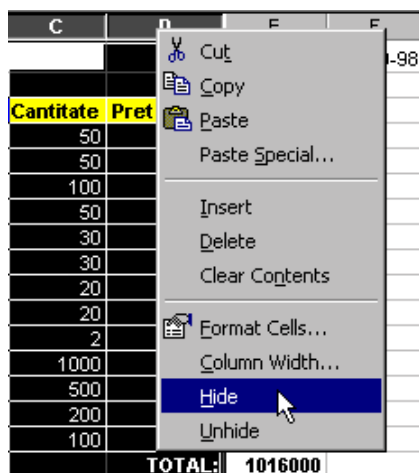 C D E F
Cut -98
Copy
Cantitate Pret Paste
50 Paste Special...
50
100
50 Insert
30 Delete
30 Clear Contents
20
20 Format Cells...
2
1000 Column Width...
500 Hide
200 Unhide
100
TOTAL: 1016000